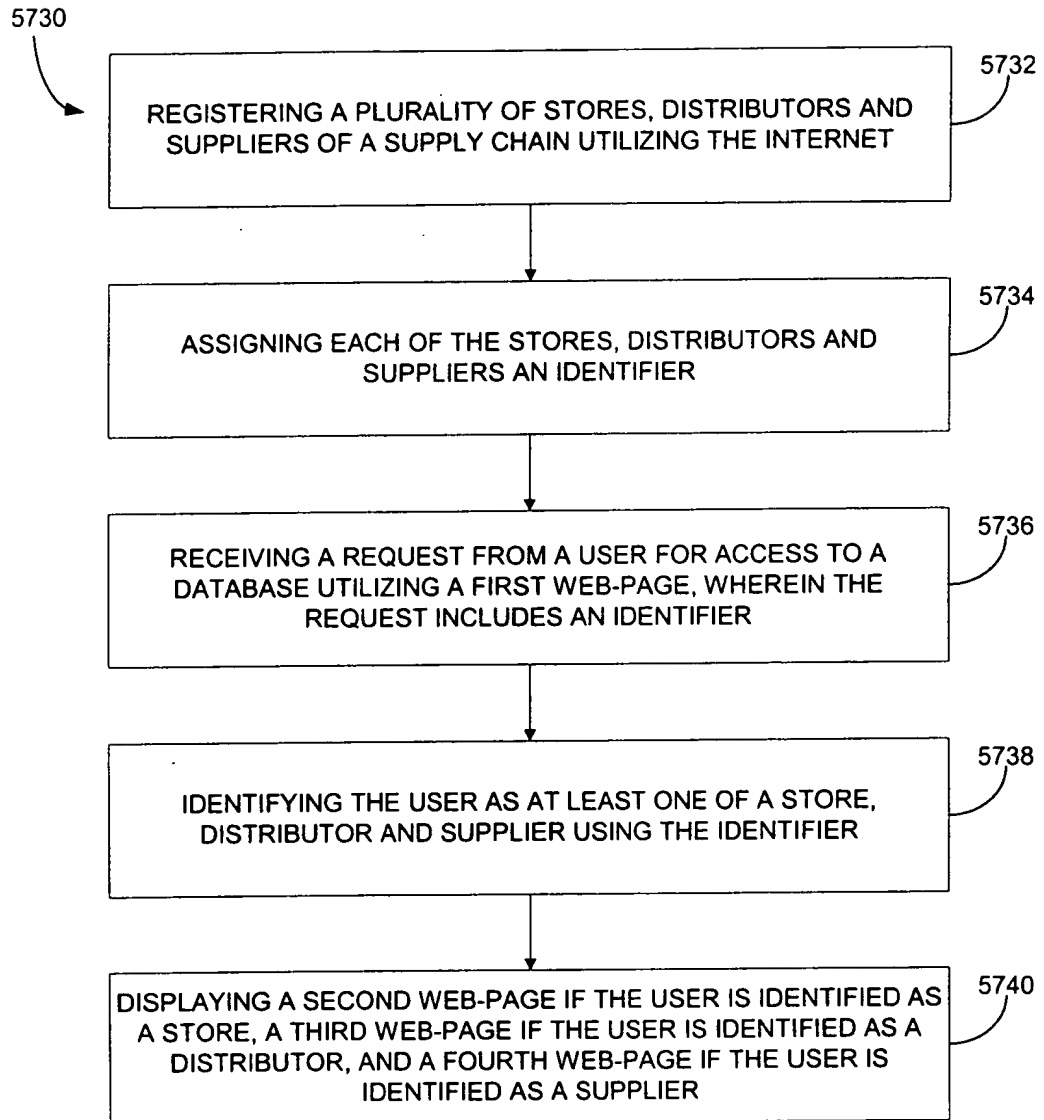 5730
5732
REGISTERING A PLURALITY OF STORES, DISTRIBUTORS AND
SUPPLIERS OF A SUPPLY CHAIN UTILIZING THE INTERNET
5734
ASSIGNING EACH OF THE STORES, DISTRIBUTORS AND
SUPPLIERS AN IDENTIFIER
5736
RECEIVING A REQUEST FROM A USER FOR ACCESS TO A
DATABASE UTILIZING A FIRST WEB-PAGE, WHEREIN THE
REQUEST INCLUDES AN IDENTIFIER
5738
IDENTIFYING THE USER AS AT LEAST ONE OF A STORE,
DISTRIBUTOR AND SUPPLIER USING THE IDENTIFIER
5740
DISPLAYING A SECOND WEB-PAGE IF THE USER IS IDENTIFIED AS
A STORE, A THIRD WEB-PAGE IF THE USER IS IDENTIFIED AS A
DISTRIBUTOR, AND A FOURTH WEB-PAGE IF THE USER IS
IDENTIFIED AS A SUPPLIER